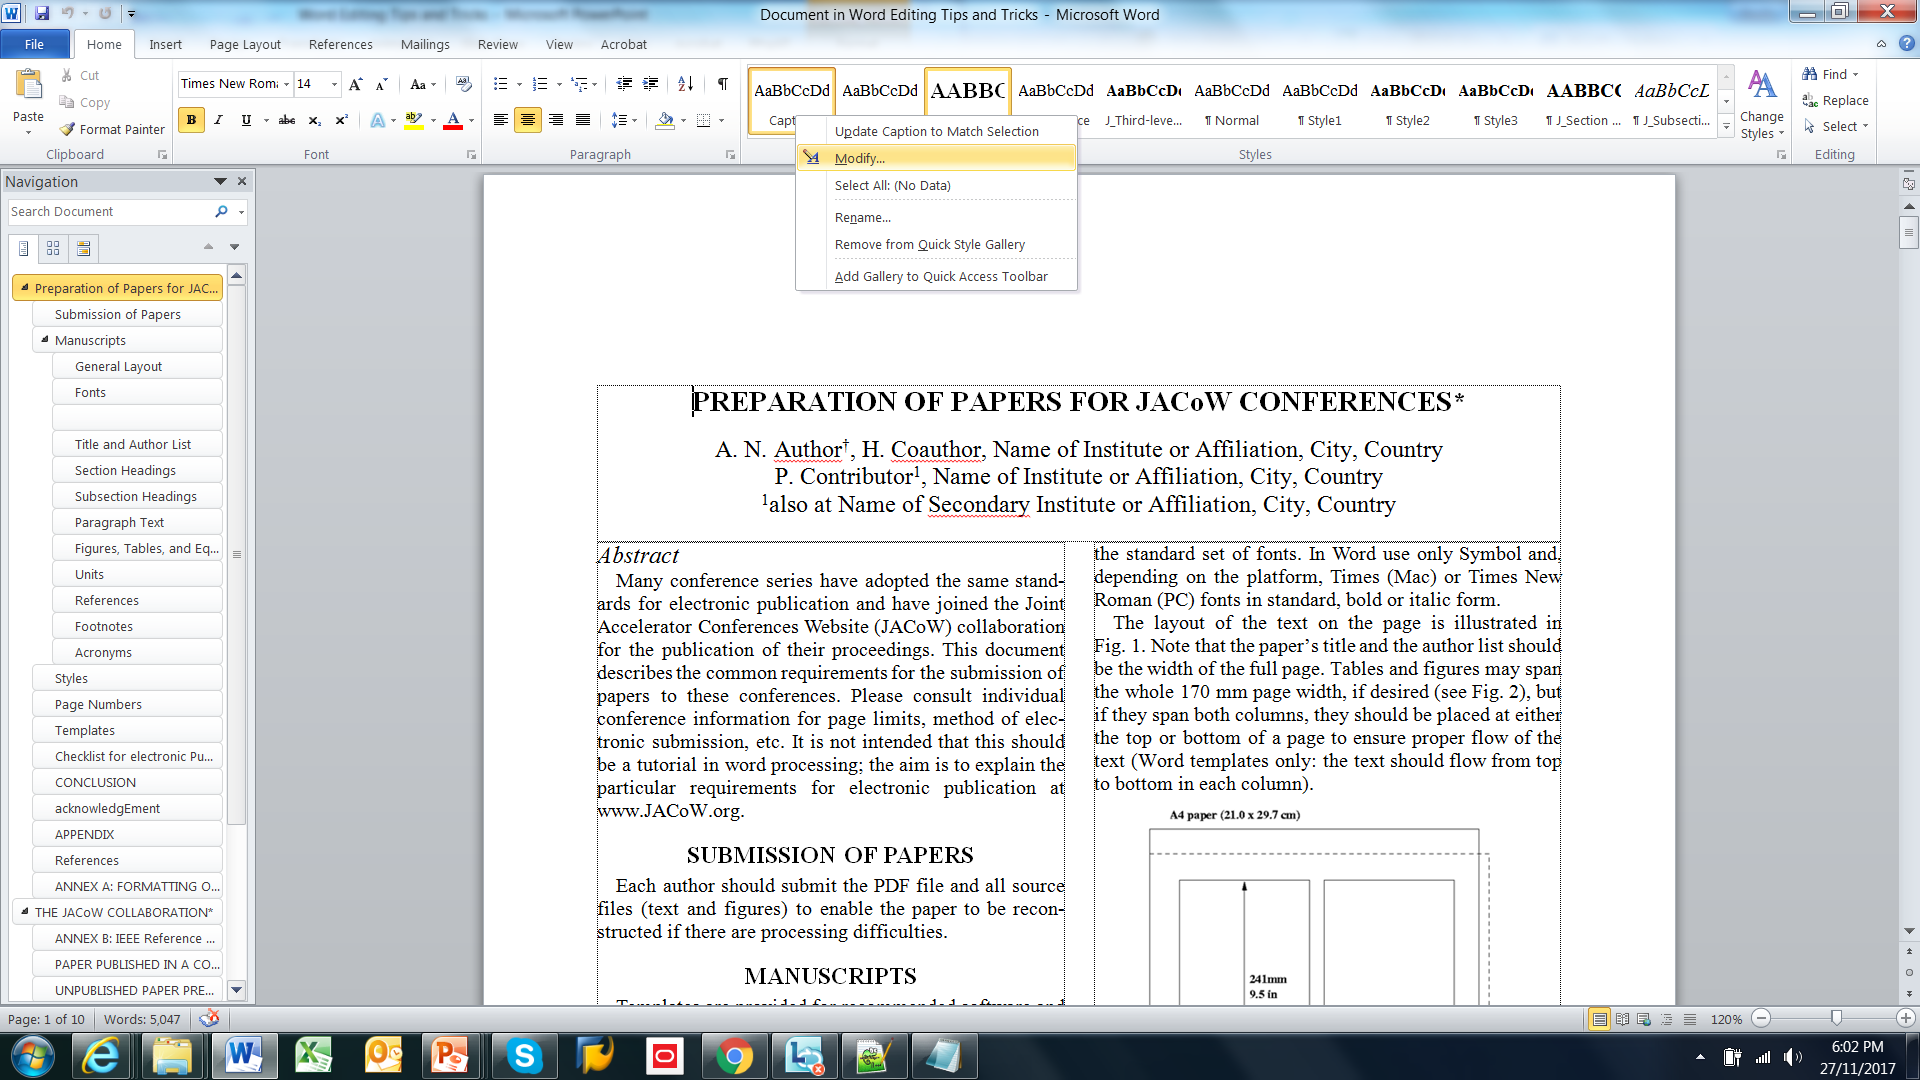 Document in Word Editing Tips and Tricks - Microsoft Word
File
Home
Insert
Page Layout
References
Mailings
Review
View
Acrobat
Paste
Cut
Copy
Format Painter
Clipboard
Times New Roma
14
Font
Paragraph
AaBbCcDd
AaBbCcDd
AABBC
AaBbCcDd
AaBbCcDd
AaBbCcDd
AaBbCcDd
AaBbCcDd
AaBbCcDd
AABBCC
AaBbCcL
J_Third-leve...
¶ Normal
¶ Style1
¶ Style2
¶ Style3
¶ J_Section ...
¶ J_Subsecti...
Change Styles
Styles
Find
Replace
Select
Editing
Update Caption to Match Selection
Modify...
Select All: (No Data)
Rename...
Remove from Quick Style Gallery
Add Gallery to Quick Access Toolbar
Navigation
Search Document
Preparation of Papers for JAC...
Submission of Papers
Manuscripts
General Layout
Fonts
Title and Author List
Section Headings
Subsection Headings
Paragraph Text
Figures, Tables, and Eq...
Units
References
Footnotes
Acronyms
Styles
Page Numbers
Templates
Checklist for electronic Pu...
CONCLUSION
acknowledgEment
APPENDIX
References
ANNEX A: FORMATTING O...
THE JACoW COLLABORATION*
ANNEX B: IEEE Reference ...
PAPER PUBLISHED IN A CO...
UNPUBLISHED PAPER PRE...
PREPARATION OF PAPERS FOR JACoW CONFERENCES*
A. N. Author†, H. Coauthor, Name of Institute or Affiliation, City, Country
P. Contributor¹, Name of Institute or Affiliation, City, Country
¹also at Name of Secondary Institute or Affiliation, City, Country
Abstract
Many conference series have adopted the same stand-
ards for electronic publication and have joined the Joint
Accelerator Conferences Website (JACoW) collaboration
for the publication of their proceedings. This document
describes the common requirements for the submission of
papers to these conferences. Please consult individual
conference information for page limits, method of elec-
tronic submission, etc. It is not intended that this should
be a tutorial in word processing; the aim is to explain the
particular requirements for electronic publication at
www.JACoW.org.
SUBMISSION OF PAPERS
Each author should submit the PDF file and all source
files (text and figures) to enable the paper to be recon-
structed if there are processing difficulties.
MANUSCRIPTS
Templates are provided for recommended software and
the standard set of fonts. In Word use only Symbol and,
depending on the platform, Times (Mac) or Times New
Roman (PC) fonts in standard, bold or italic form.
The layout of the text on the page is illustrated in
Fig. 1. Note that the paper's title and the author list should
be the width of the full page. Tables and figures may span
the whole 170 mm page width, if desired (see Fig. 2), but
if they span both columns, they should be placed at either
the top or bottom of a page to ensure proper flow of the
text (Word templates only: the text should flow from top
to bottom in each column).
A4 paper (21.0 x 29.7 cm)
241mm
9.5 in
Page: 1 of 10
Words: 5,047
120%
6:02 PM
27/11/2017